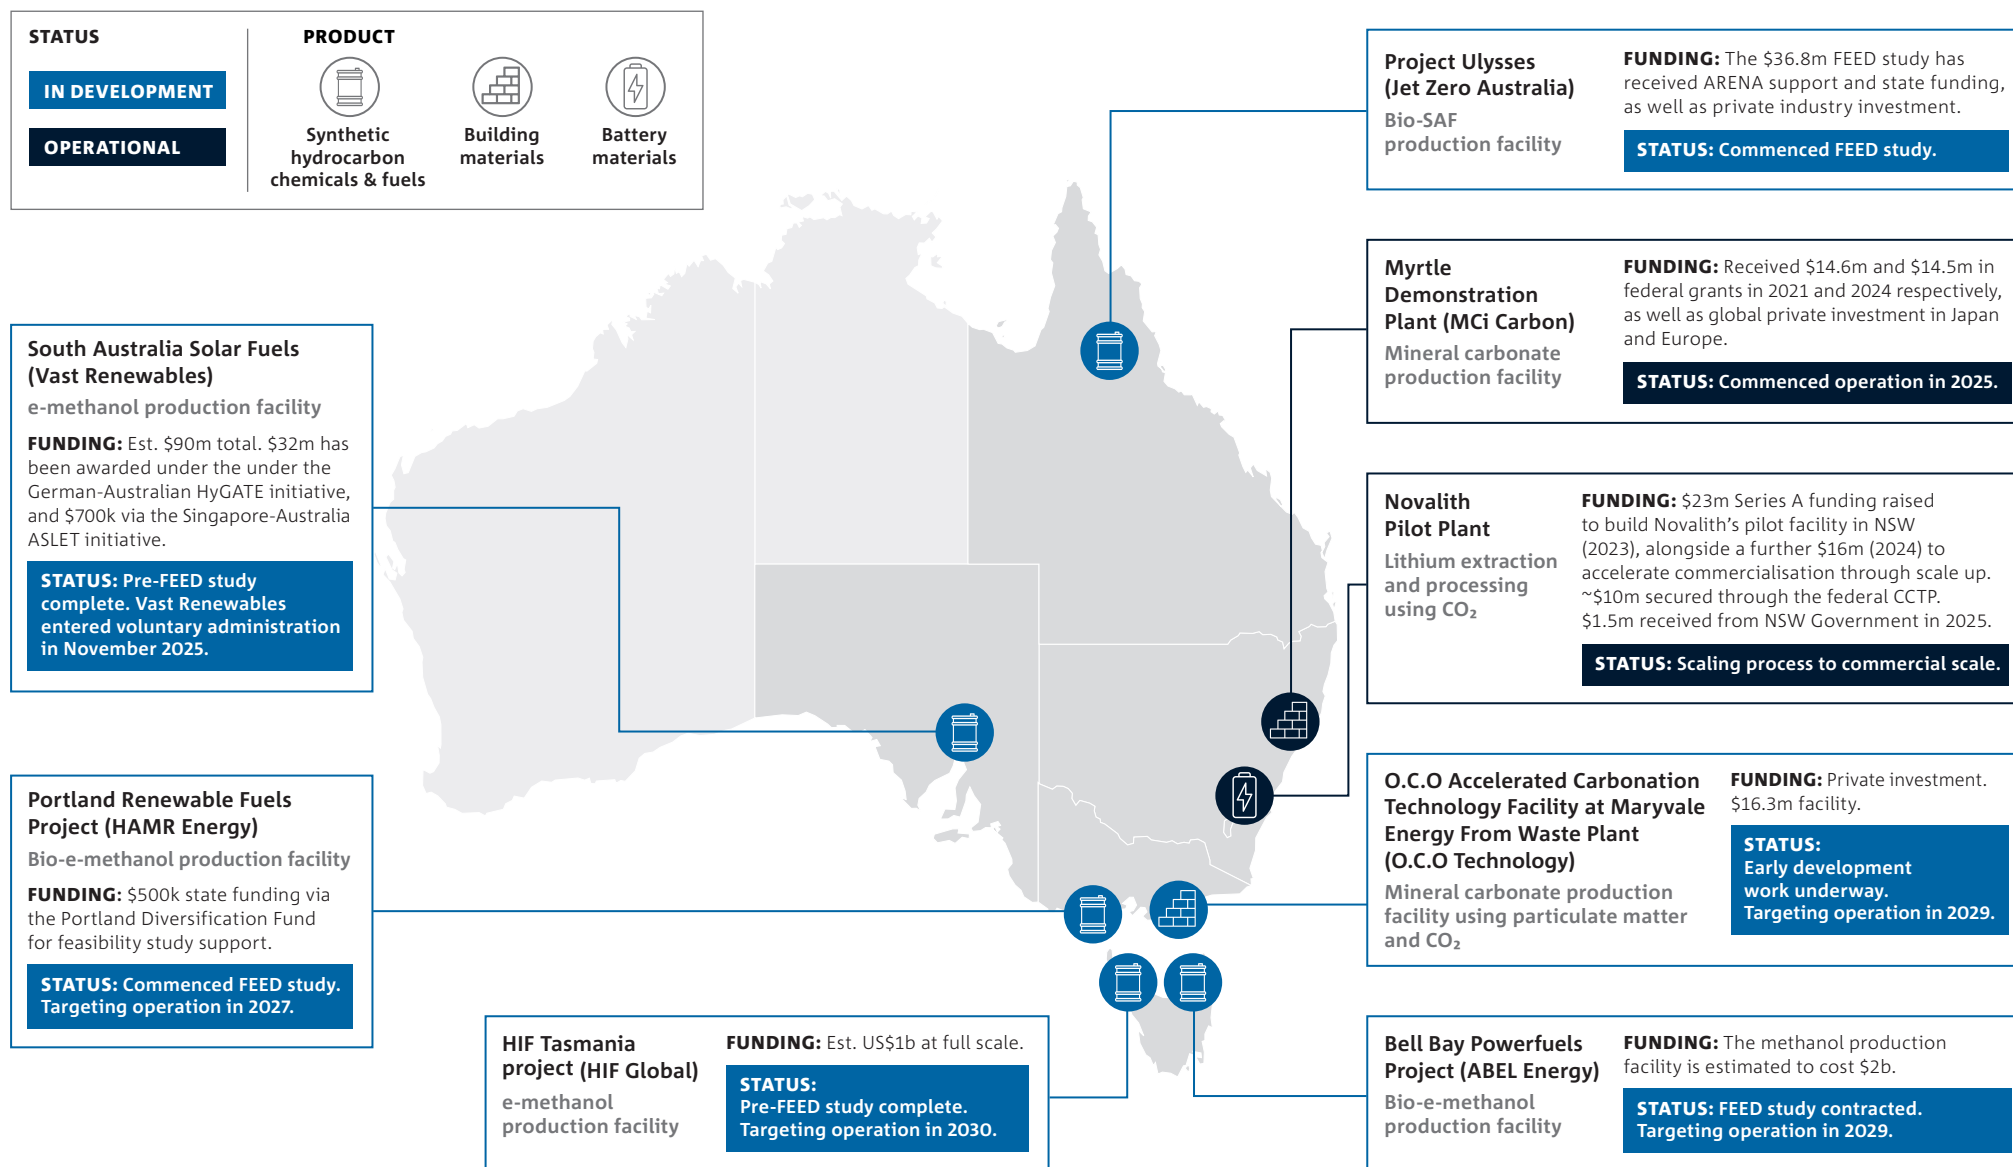 STATUS
IN DEVELOPMENT
OPERATIONAL
PRODUCT
Synthetic
hydrocarbon
chemicals & fuels
Building
materials
Battery
materials
Project Ulysses
(Jet Zero Australia)
Bio-SAF
production facility
FUNDING: The $36.8m FEED study has
received ARENA support and state funding,
as well as private industry investment.
STATUS: Commenced FEED study.
Myrtle
Demonstration
Plant (MCi Carbon)
Mineral carbonate
production facility
FUNDING: Received $14.6m and $14.5m in
federal grants in 2021 and 2024 respectively,
as well as global private investment in Japan
and Europe.
STATUS: Commenced operation in 2025.
South Australia Solar Fuels
(Vast Renewables)
e-methanol production facility
FUNDING: Est. $90m total. $32m has
been awarded under the under the
German-Australian HyGATE initiative,
and $700k via the Singapore-Australia
ASLET initiative.
STATUS: Pre-FEED study
complete. Vast Renewables
entered voluntary administration
in November 2025.
Novalith
Pilot Plant
Lithium extraction
and processing
using CO₂
FUNDING: $23m Series A funding raised
to build Novalith’s pilot facility in NSW
(2023), alongside a further $16m (2024) to
accelerate commercialisation through scale up.
~$10m secured through the federal CCTP.
$1.5m received from NSW Government in 2025.
STATUS: Scaling process to commercial scale.
Portland Renewable Fuels
Project (HAMR Energy)
Bio-e-methanol production facility
FUNDING: $500k state funding via
the Portland Diversification Fund
for feasibility study support.
STATUS: Commenced FEED study.
Targeting operation in 2027.
O.C.O Accelerated Carbonation
Technology Facility at Maryvale
Energy From Waste Plant
(O.C.O Technology)
Mineral carbonate production
facility using particulate matter
and CO₂
FUNDING: Private investment.
$16.3m facility.
STATUS:
Early development
work underway.
Targeting operation in 2029.
HIF Tasmania
project (HIF Global)
e-methanol
production facility
FUNDING: Est. US$1b at full scale.
STATUS:
Pre-FEED study complete.
Targeting operation in 2030.
Bell Bay Powerfuels
Project (ABEL Energy)
Bio-e-methanol
production facility
FUNDING: The methanol production
facility is estimated to cost $2b.
STATUS: FEED study contracted.
Targeting operation in 2029.